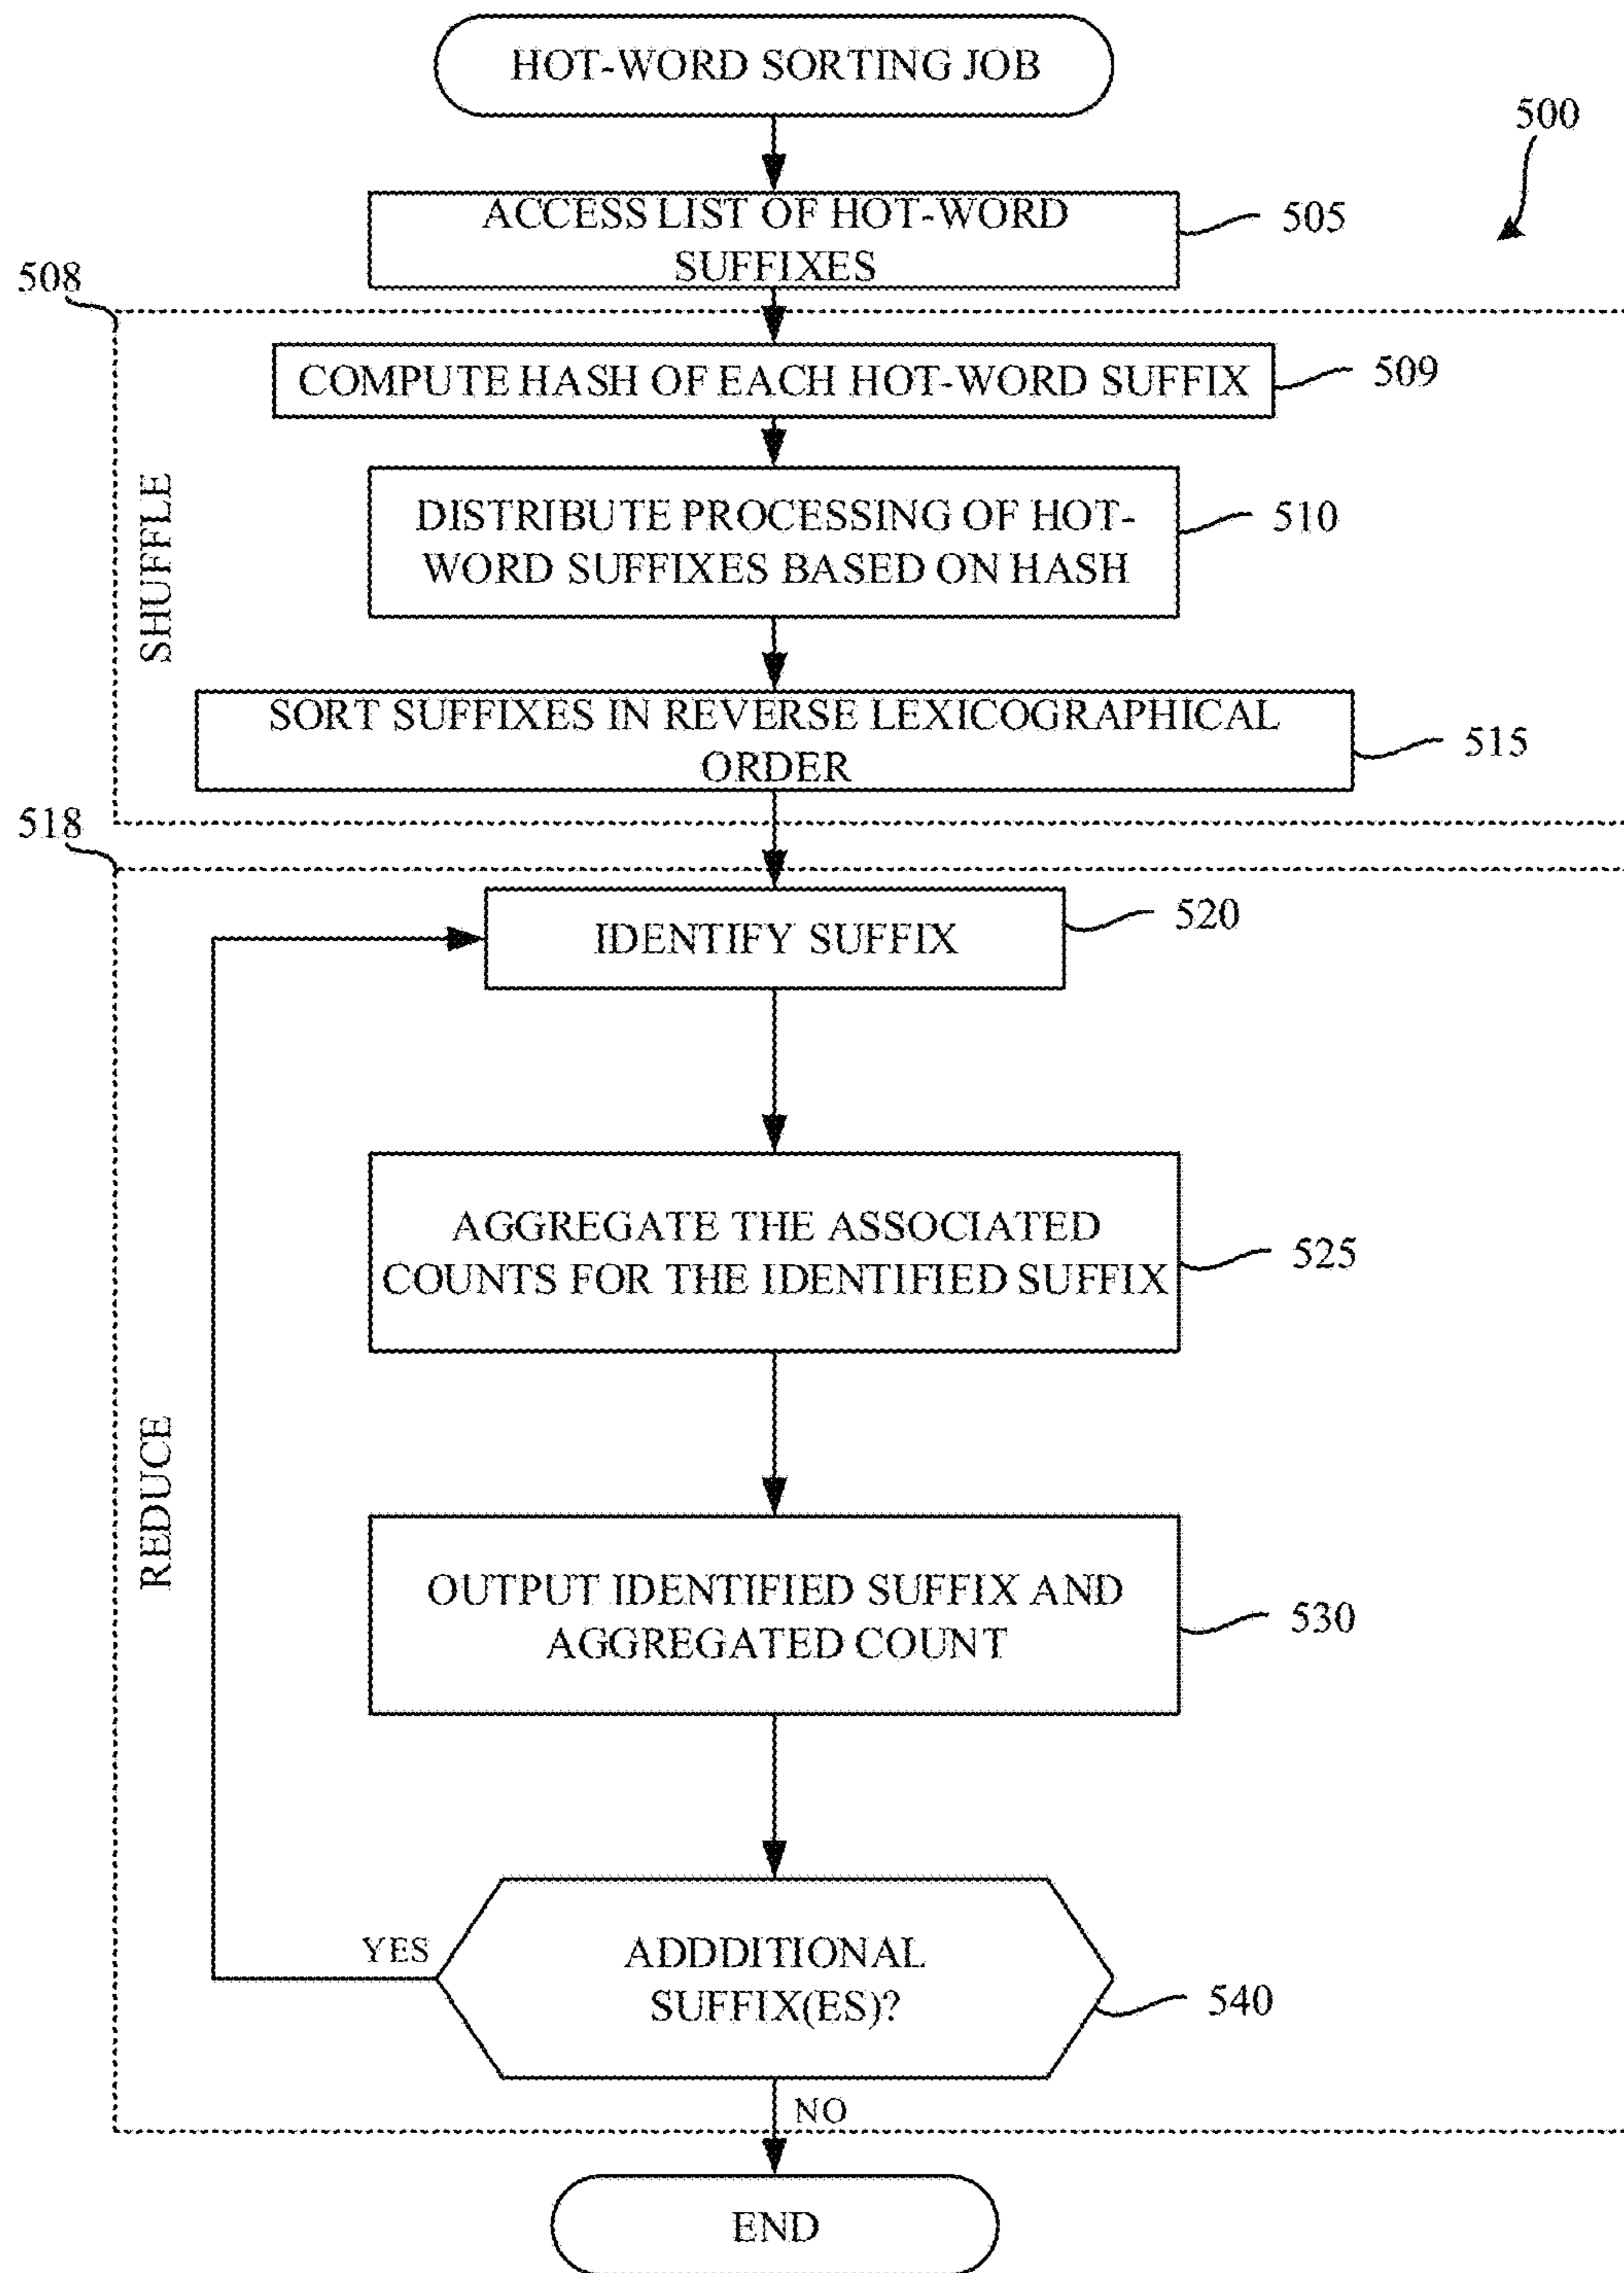 HOT-WORD SORTING JOB
500
ACCESS LIST OF HOT-WORD
SUFFIXES
505
508
COMPUTE HASH OF EACH HOT-WORD SUFFIX
509
SHUFFLE
DISTRIBUTE PROCESSING OF HOT-
WORD SUFFIXES BASED ON HASH
510
SORT SUFFIXES IN REVERSE LEXICOGRAPHICAL
ORDER
515
518
IDENTIFY SUFFIX
520
AGGREGATE THE ASSOCIATED
COUNTS FOR THE IDENTIFIED SUFFIX
525
REDUCE
OUTPUT IDENTIFIED SUFFIX AND
AGGREGATED COUNT
530
YES
ADDDITIONAL
SUFFIX(ES)?
540
NO
END